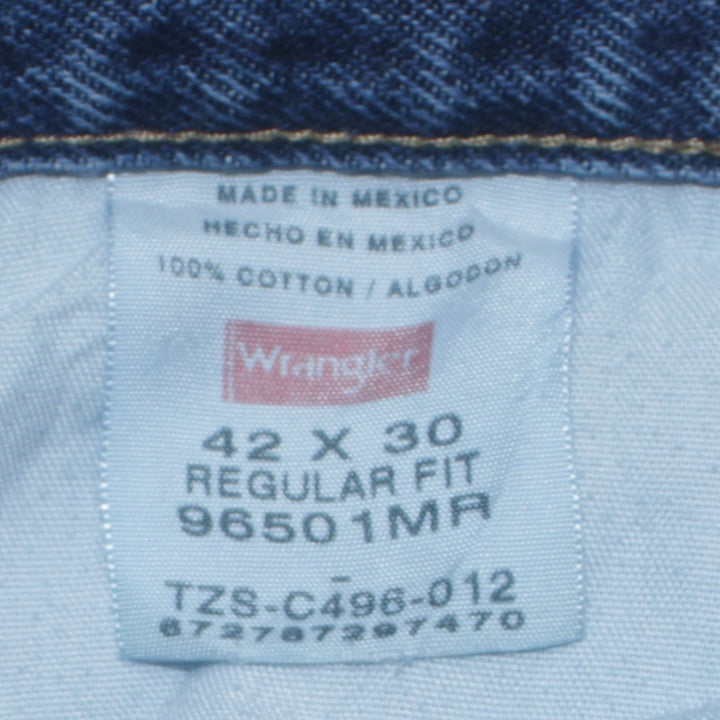 MADE IN MEXICO
HECHO EN MEXICO
100% COTTON / ALGODON
Wrangler
42 X 30
REGULAR FIT
96501MR
TZS-C496-012
672787297470